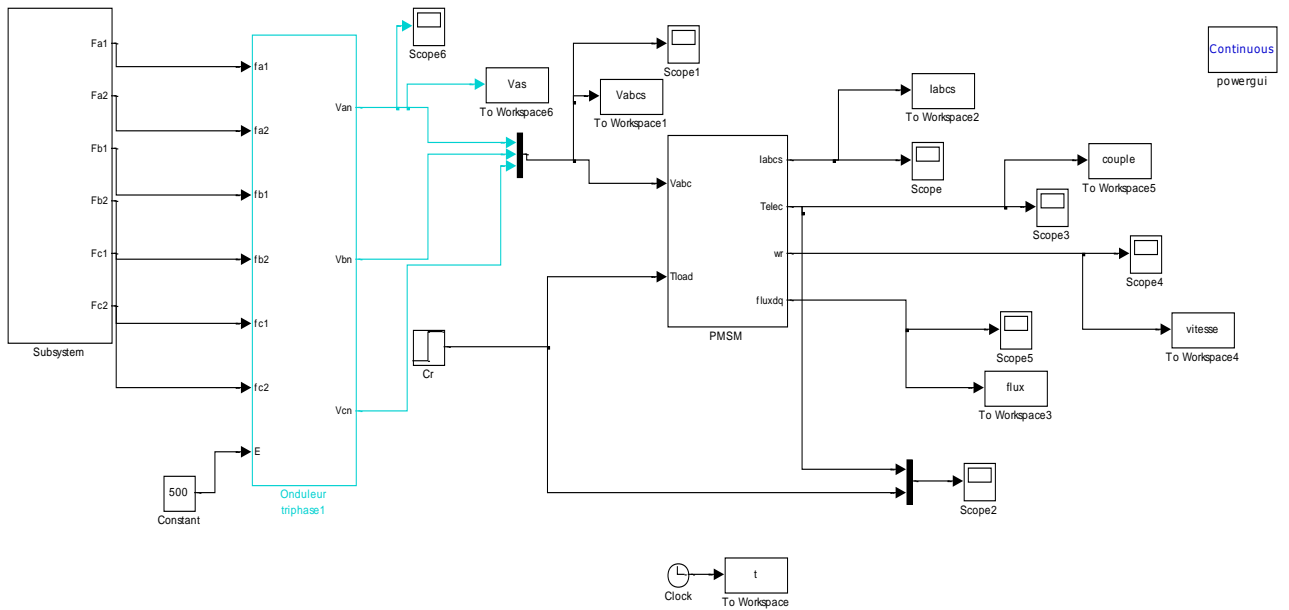 Fa1
Fa2
Fb1
Fb2
Fc1
Fc2
Subsystem
fa1
fa2
fb1
fb2
fc1
fc2
E
Van
Vbn
Vcn
Onduleur
triphase1
500
Constant
Scope6
Vas
To Workspace6
Scope1
Vabcs
To Workspace1
Cr
Vabc
Tload
Iabcs
Telec
wr
fluxdq
PMSM
Iabcs
To Workspace2
Scope
couple
To Workspace5
Scope3
Scope4
vitesse
To Workspace4
Scope5
flux
To Workspace3
Scope2
Continuous
powergui
Clock
t
To Workspace